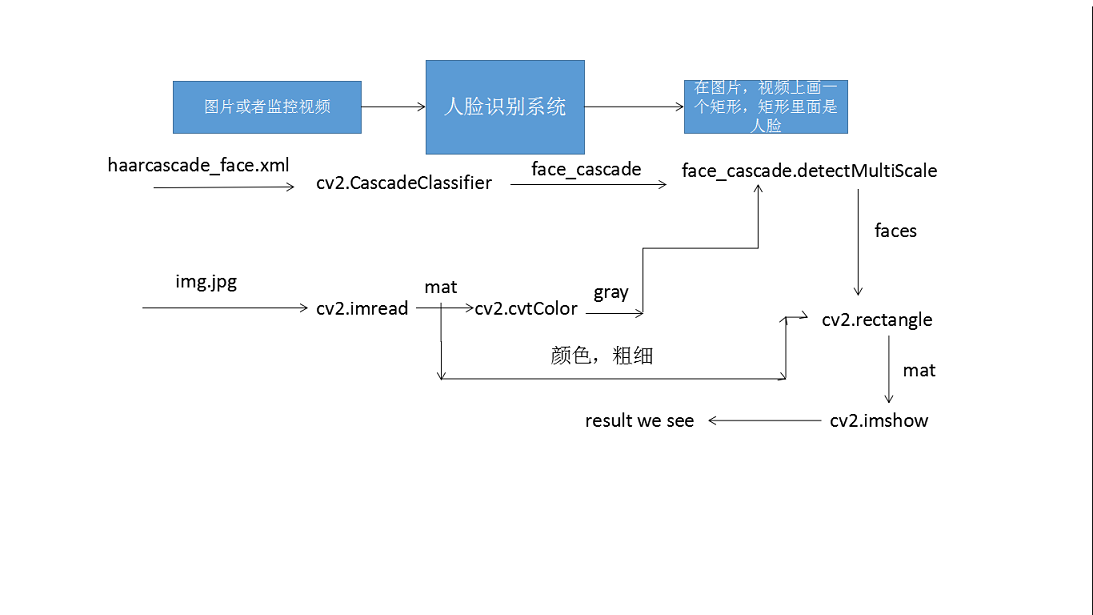 图片或者监控视频
人脸识别系统
在图片，视频上画一
个矩形，矩形里面是
人脸
haarcascade_face.xml
cv2.CascadeClassifier
face_cascade
face_cascade.detectMultiScale
faces
img.jpg
cv2.imread
mat
cv2.cvtColor
gray
cv2.rectangle
颜色，粗细
mat
cv2.imshow
result we see